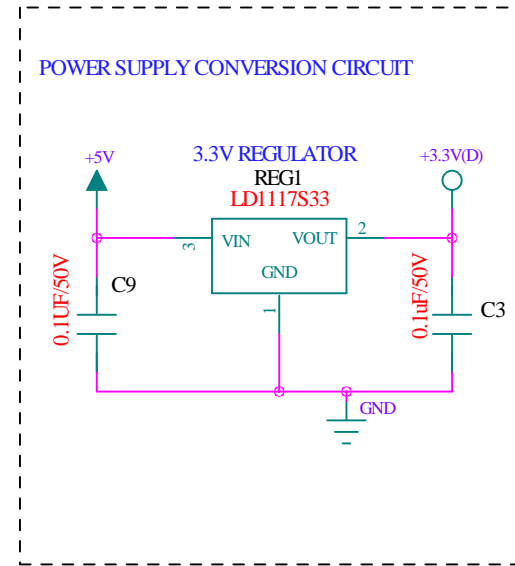 POWER SUPPLY CONVERSION CIRCUIT
+5V
3.3V REGULATOR
REG1
LD1117S33
+3.3V(D)
3
VIN
VOUT
2
GND
1
C9
0.1UF/50V
0.1uF/50V
C3
GND